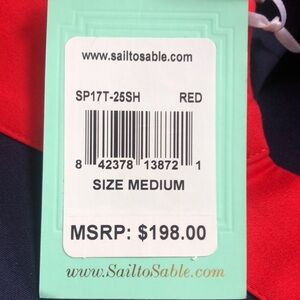 www.sailtosable.com
SP17T-25SH RED
8 42378 13872 1
SIZE MEDIUM
MSRP: $198.00
www.SailtoSable.com